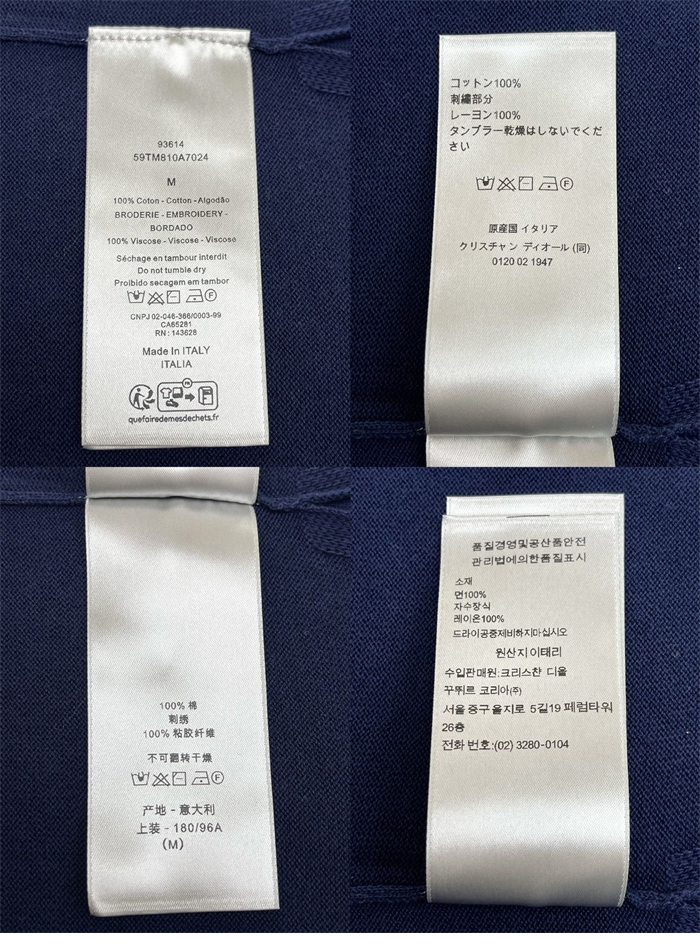 93614
59TM810A7024
M
100% Coton - Cotton - Algodão
BRODERIE - EMBROIDERY -
BORDADO
100% Viscose - Viscose - Viscose
Séchage en tambour interdit
Do not tumble dry
Proibido secagem em tambor
CNPJ 02-046-366/0003-99
CA65281
RN : 143628
Made In ITALY
ITALIA
FR
quefairedemesdechets.fr
コットン100%
刺繍部分
レーヨン100%
タンブラー乾燥はしないでくだ
さい
F
原産国 イタリア
クリスチャン ディオール (同)
0120 02 1947
100% 棉
刺绣
100% 粘胶纤维
不可翻转干燥
F
产地 - 意大利
上装 - 180/96A
(M)
품질경영및공산품안전
관리법에의한품질표시
소재
면100%
자수장식
레이온100%
드라이공중제비하지마십시오
원산지이태리
수입판매원:크리스챤 디올
꾸뛰르 코리아(주)
서울 중구 을지로 5길19 페럼타워
26층
전화 번호:(02) 3280-0104